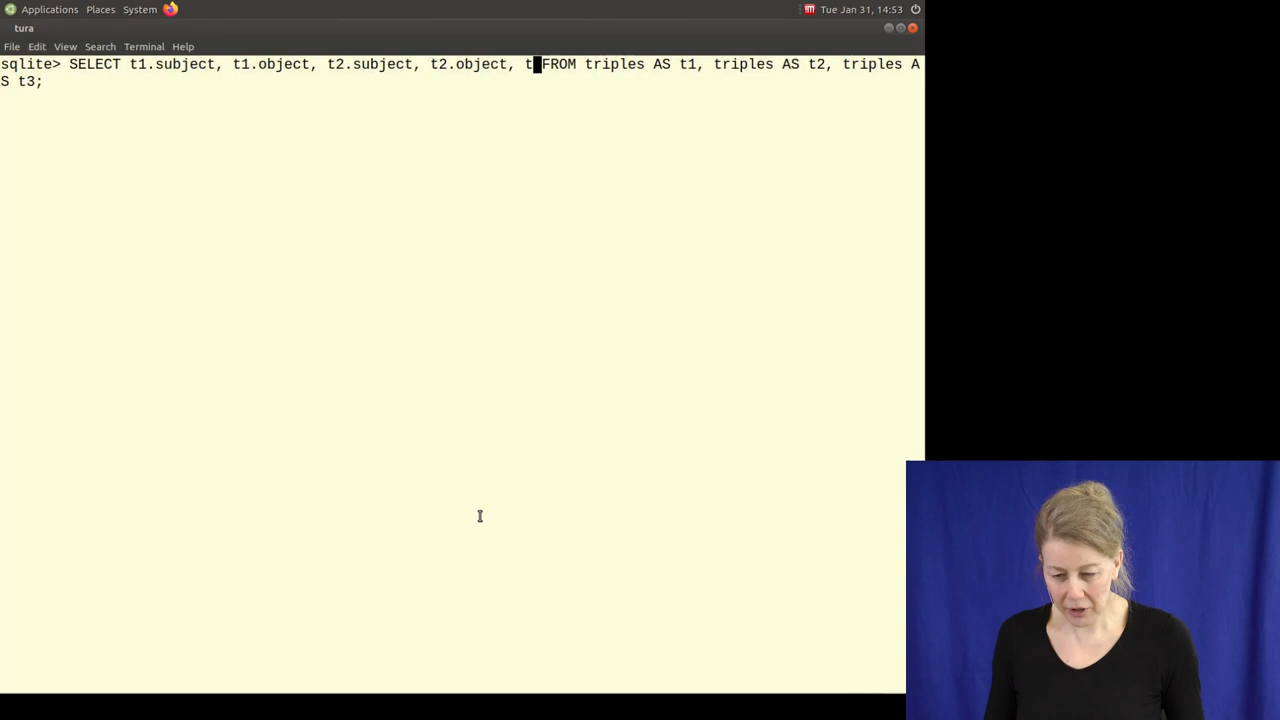 Applications Places System Tue Jan 31, 14:53
tura
File Edit View Search Terminal Help
sqlite> SELECT t1.subject, t1.object, t2.subject, t2.object, t FROM triples AS t1, triples AS t2, triples A
S t3;